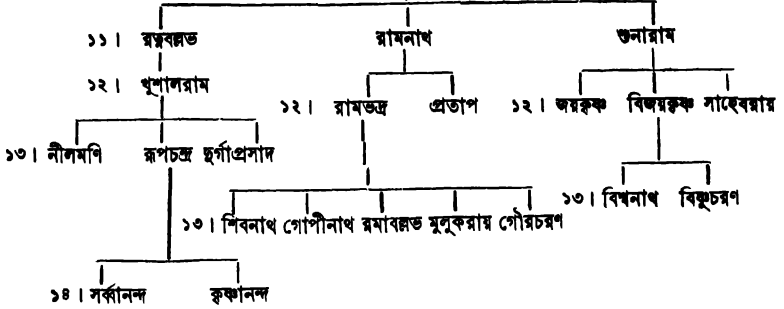 ১১। রত্নবল্লভ রামনাথ শুনারাম
১২। খুশালরাম
১২। রামভদ্র প্রতাপ ১২। জয়কৃষ্ণ বিজয়কৃষ্ণ সাহেবরায়
১৩। নীলমণি রূপচন্দ্র দুর্গাপ্রসাদ
১৩। বিশ্বনাথ বিষ্ণুচরণ
১৩। শিবনাথ গোপীনাথ রমাবল্লভ মুলুকরায় গৌরচরণ
১৪। সর্ব্বানন্দ কৃষ্ণানন্দ